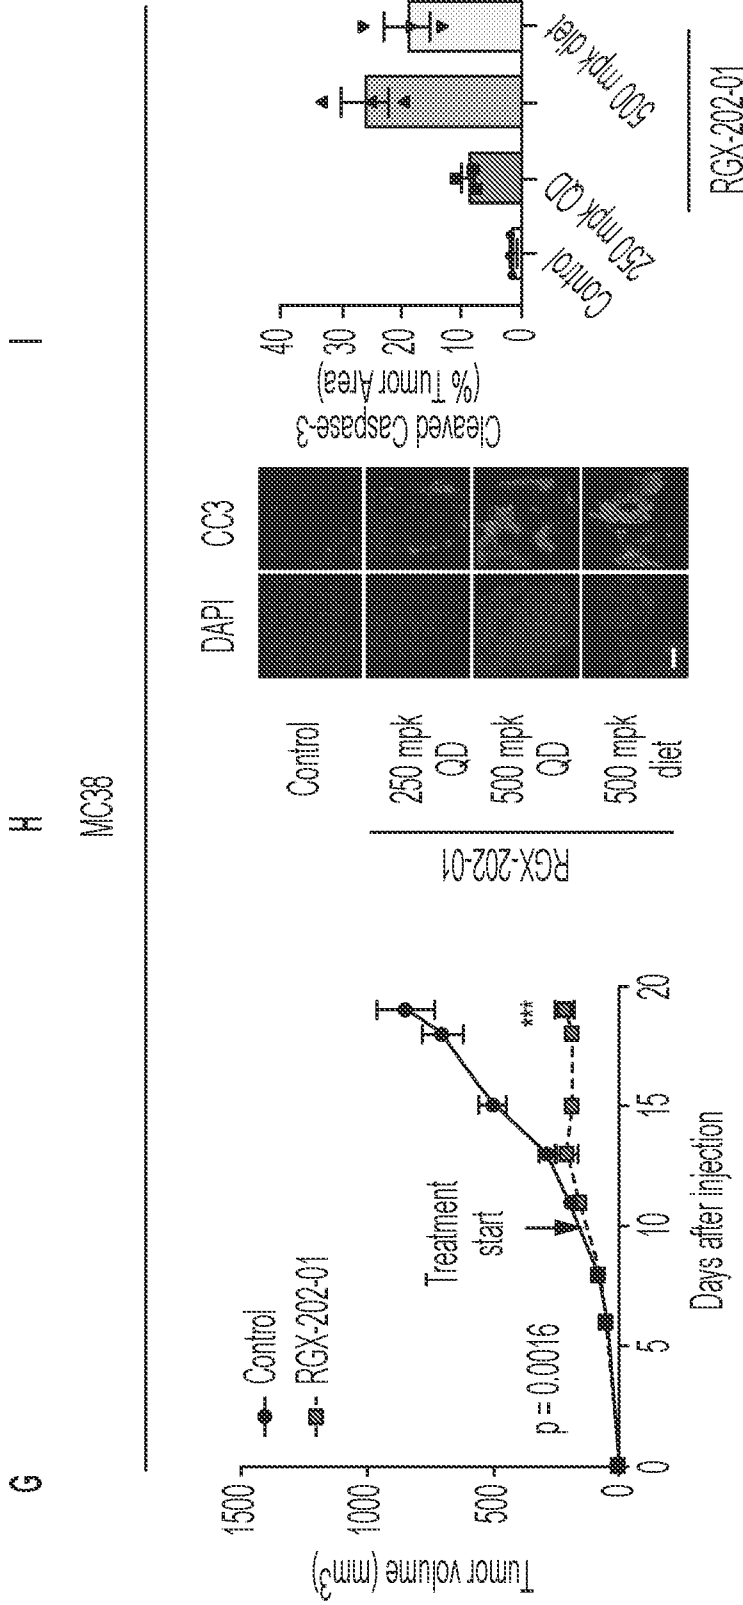 G
H
I
MC38
Tumor volume (mm³)
1500
1000
500
0
Control
RGX-202-01
p = 0.0016
Treatment
start
***
0
5
10
15
20
Days after injection
DAPI
CC3
Control
250 mpk
QD
500 mpk
QD
500 mpk
diet
RGX-202-01
Cleaved Caspase-3
(% Tumor Area)
40
30
20
10
0
Control
250 mpk QD
500 mpk diet
RGX-202-01